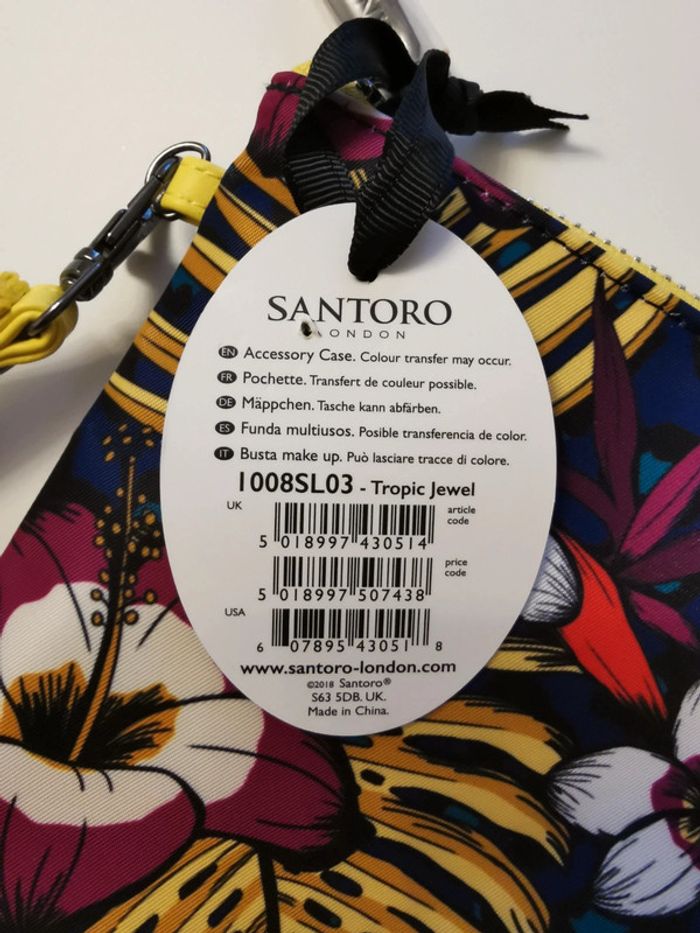 SANTORO
LONDON
EN Accessory Case. Colour transfer may occur.
FR Pochette. Transfert de couleur possible.
DE Mäppchen. Tasche kann abfärben.
ES Funda multiusos. Posible transferencia de color.
IT Busta make up. Può lasciare tracce di colore.
1008SL03 - Tropic Jewel
UK
article
code
5 018997 430514
price
code
5 018997 507438
USA
6 07895 43051 8
www.santoro-london.com
©2018 Santoro®
S63 5DB. UK.
Made in China.